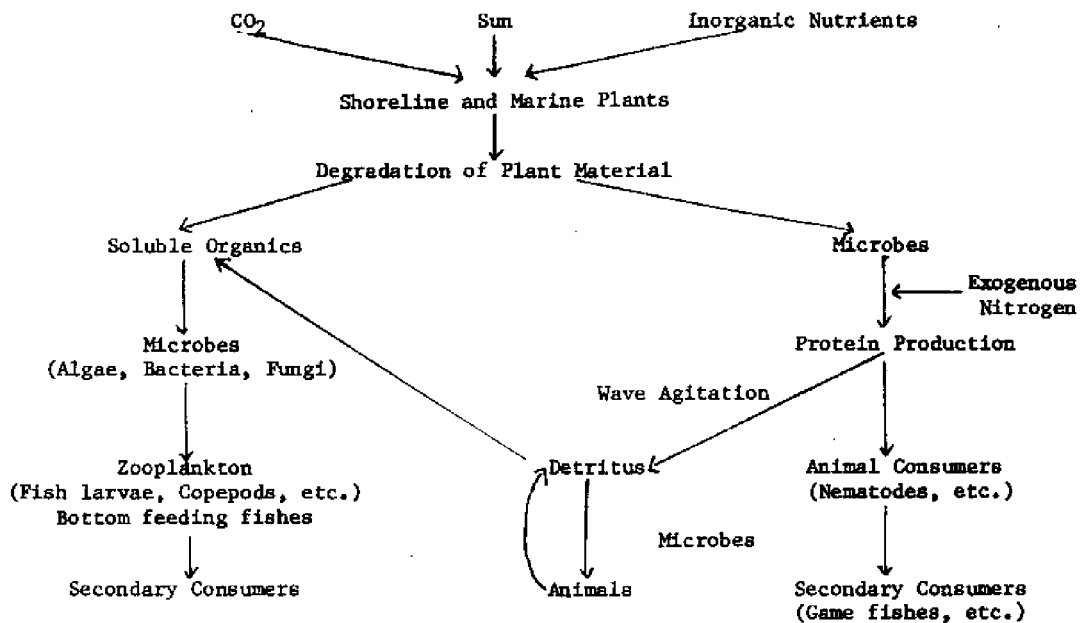 CO2
Sun
Inorganic Nutrients
Shoreline and Marine Plants
Degradation of Plant Material
Soluble Organics
Microbes
Exogenous
Nitrogen
Microbes
(Algae, Bacteria, Fungi)
Protein Production
Wave Agitation
Zooplankton
(Fish larvae, Copepods, etc.)
Bottom feeding fishes
Detritus
Animal Consumers
(Nematodes, etc.)
Microbes
Secondary Consumers
Animals
Secondary Consumers
(Game fishes, etc.)